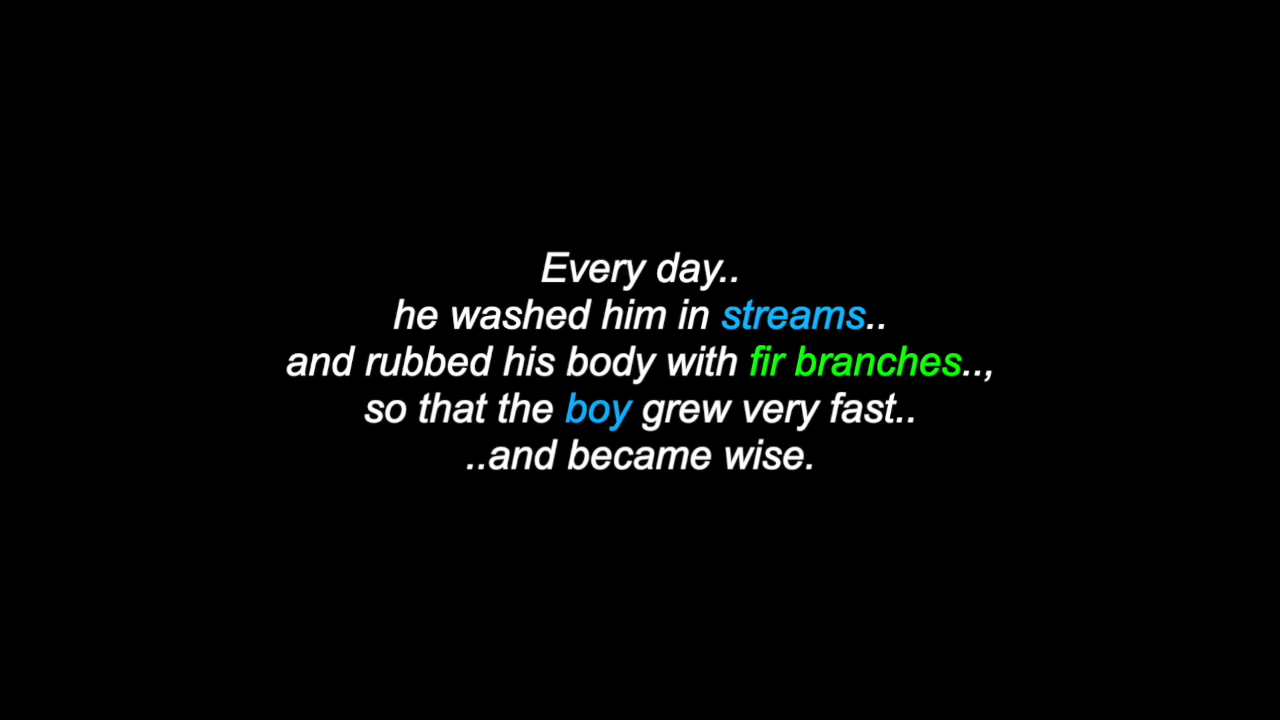 Every day..
he washed him in streams..
and rubbed his body with fir branches..,
so that the boy grew very fast..
..and became wise.